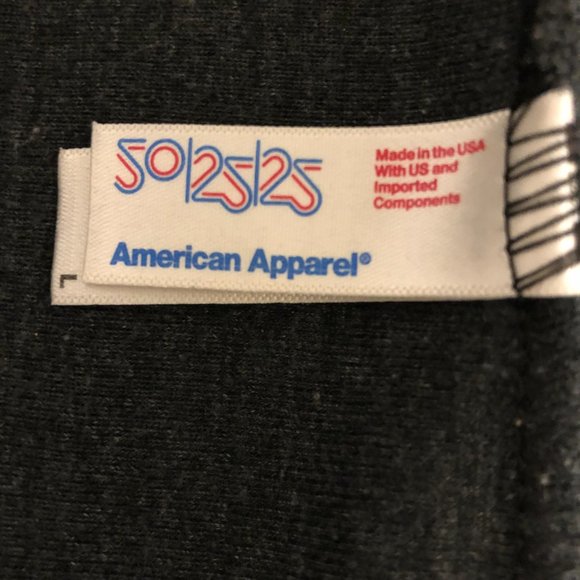 50/25/25
Made in the USA
With US and
Imported
Components
American Apparel®
L